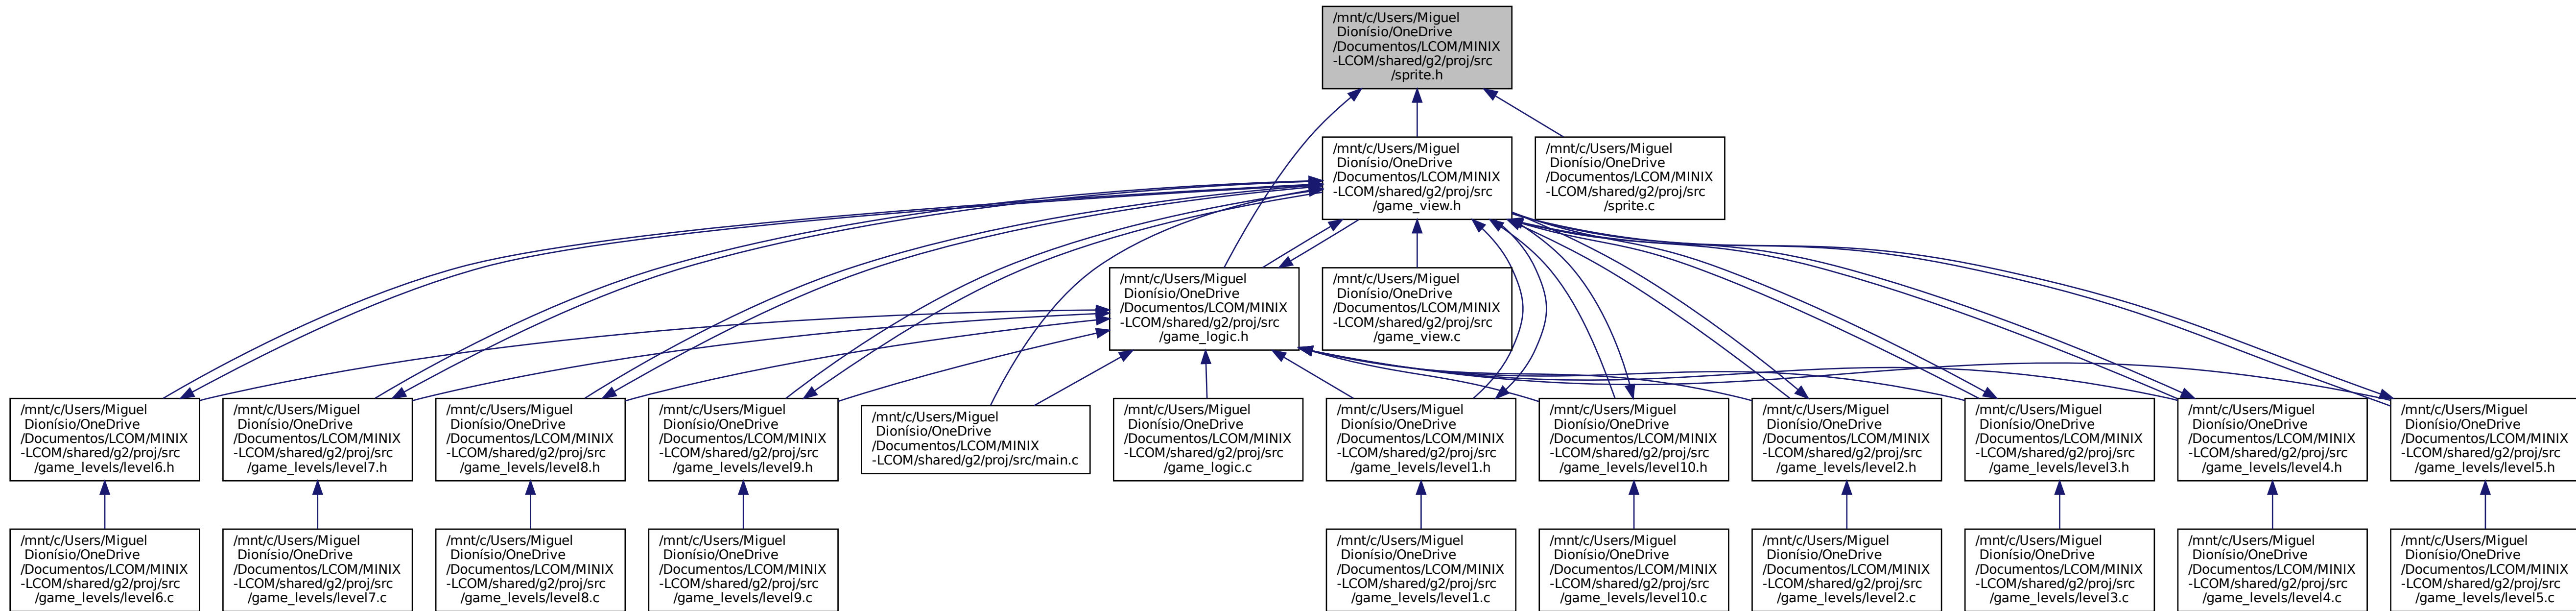 /mnt/c/Users/Miguel
Dionísio/OneDrive
/Documentos/LCOM/MINIX
-LCOM/shared/g2/proj/src
/sprite.h
/mnt/c/Users/Miguel
Dionísio/OneDrive
/Documentos/LCOM/MINIX
-LCOM/shared/g2/proj/src
/game_view.h
/mnt/c/Users/Miguel
Dionísio/OneDrive
/Documentos/LCOM/MINIX
-LCOM/shared/g2/proj/src
/sprite.c
/mnt/c/Users/Miguel
Dionísio/OneDrive
/Documentos/LCOM/MINIX
-LCOM/shared/g2/proj/src
/game_logic.h
/mnt/c/Users/Miguel
Dionísio/OneDrive
/Documentos/LCOM/MINIX
-LCOM/shared/g2/proj/src
/game_view.c
/mnt/c/Users/Miguel
Dionísio/OneDrive
/Documentos/LCOM/MINIX
-LCOM/shared/g2/proj/src
/game_levels/level6.h
/mnt/c/Users/Miguel
Dionísio/OneDrive
/Documentos/LCOM/MINIX
-LCOM/shared/g2/proj/src
/game_levels/level7.h
/mnt/c/Users/Miguel
Dionísio/OneDrive
/Documentos/LCOM/MINIX
-LCOM/shared/g2/proj/src
/game_levels/level8.h
/mnt/c/Users/Miguel
Dionísio/OneDrive
/Documentos/LCOM/MINIX
-LCOM/shared/g2/proj/src
/game_levels/level9.h
/mnt/c/Users/Miguel
Dionísio/OneDrive
/Documentos/LCOM/MINIX
-LCOM/shared/g2/proj/src/main.c
/mnt/c/Users/Miguel
Dionísio/OneDrive
/Documentos/LCOM/MINIX
-LCOM/shared/g2/proj/src
/game_logic.c
/mnt/c/Users/Miguel
Dionísio/OneDrive
/Documentos/LCOM/MINIX
-LCOM/shared/g2/proj/src
/game_levels/level1.h
/mnt/c/Users/Miguel
Dionísio/OneDrive
/Documentos/LCOM/MINIX
-LCOM/shared/g2/proj/src
/game_levels/level10.h
/mnt/c/Users/Miguel
Dionísio/OneDrive
/Documentos/LCOM/MINIX
-LCOM/shared/g2/proj/src
/game_levels/level2.h
/mnt/c/Users/Miguel
Dionísio/OneDrive
/Documentos/LCOM/MINIX
-LCOM/shared/g2/proj/src
/game_levels/level3.h
/mnt/c/Users/Miguel
Dionísio/OneDrive
/Documentos/LCOM/MINIX
-LCOM/shared/g2/proj/src
/game_levels/level4.h
/mnt/c/Users/Miguel
Dionísio/OneDrive
/Documentos/LCOM/MINIX
-LCOM/shared/g2/proj/src
/game_levels/level5.h
/mnt/c/Users/Miguel
Dionísio/OneDrive
/Documentos/LCOM/MINIX
-LCOM/shared/g2/proj/src
/game_levels/level6.c
/mnt/c/Users/Miguel
Dionísio/OneDrive
/Documentos/LCOM/MINIX
-LCOM/shared/g2/proj/src
/game_levels/level7.c
/mnt/c/Users/Miguel
Dionísio/OneDrive
/Documentos/LCOM/MINIX
-LCOM/shared/g2/proj/src
/game_levels/level8.c
/mnt/c/Users/Miguel
Dionísio/OneDrive
/Documentos/LCOM/MINIX
-LCOM/shared/g2/proj/src
/game_levels/level9.c
/mnt/c/Users/Miguel
Dionísio/OneDrive
/Documentos/LCOM/MINIX
-LCOM/shared/g2/proj/src
/game_levels/level1.c
/mnt/c/Users/Miguel
Dionísio/OneDrive
/Documentos/LCOM/MINIX
-LCOM/shared/g2/proj/src
/game_levels/level10.c
/mnt/c/Users/Miguel
Dionísio/OneDrive
/Documentos/LCOM/MINIX
-LCOM/shared/g2/proj/src
/game_levels/level2.c
/mnt/c/Users/Miguel
Dionísio/OneDrive
/Documentos/LCOM/MINIX
-LCOM/shared/g2/proj/src
/game_levels/level3.c
/mnt/c/Users/Miguel
Dionísio/OneDrive
/Documentos/LCOM/MINIX
-LCOM/shared/g2/proj/src
/game_levels/level4.c
/mnt/c/Users/Miguel
Dionísio/OneDrive
/Documentos/LCOM/MINIX
-LCOM/shared/g2/proj/src
/game_levels/level5.c